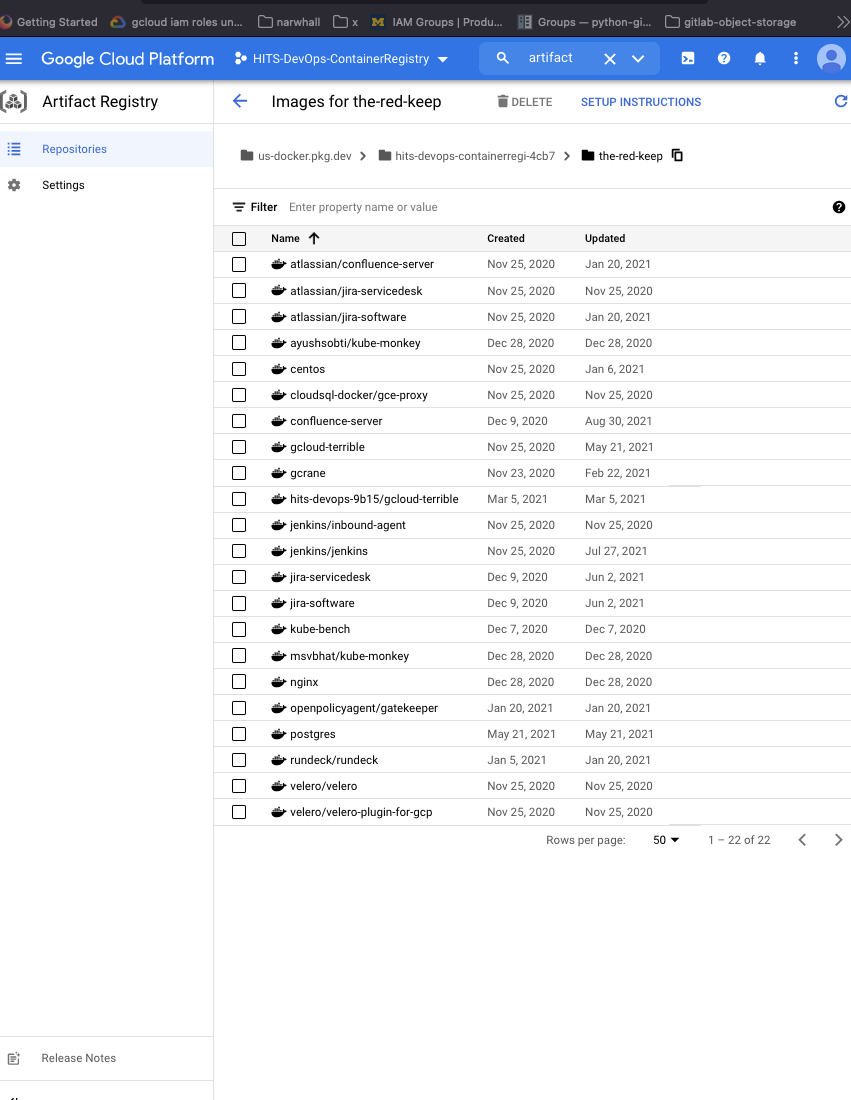 Getting Started gcloud iam roles un... narwhall x IAM Groups | Produ... Groups — python-gi... gitlab-object-storage
Google Cloud Platform HITS-DevOps-ContainerRegistry artifact
Artifact Registry
Images for the-red-keep DELETE SETUP INSTRUCTIONS
Repositories
Settings
us-docker.pkg.dev hits-devops-containerregi-4cb7 the-red-keep
Filter Enter property name or value
Name Created Updated
atlassian/confluence-server Nov 25, 2020 Jan 20, 2021
atlassian/jira-servicedesk Nov 25, 2020 Nov 25, 2020
atlassian/jira-software Nov 25, 2020 Jan 20, 2021
ayushsobti/kube-monkey Dec 28, 2020 Dec 28, 2020
centos Nov 25, 2020 Jan 6, 2021
cloudsql-docker/gce-proxy Nov 25, 2020 Nov 25, 2020
confluence-server Dec 9, 2020 Aug 30, 2021
gcloud-terrible Nov 25, 2020 May 21, 2021
gcrane Nov 23, 2020 Feb 22, 2021
hits-devops-9b15/gcloud-terrible Mar 5, 2021 Mar 5, 2021
jenkins/inbound-agent Nov 25, 2020 Nov 25, 2020
jenkins/jenkins Nov 25, 2020 Jul 27, 2021
jira-servicedesk Dec 9, 2020 Jun 2, 2021
jira-software Dec 9, 2020 Jun 2, 2021
kube-bench Dec 7, 2020 Dec 7, 2020
msvbhat/kube-monkey Dec 28, 2020 Dec 28, 2020
nginx Dec 28, 2020 Dec 28, 2020
openpolicyagent/gatekeeper Jan 20, 2021 Jan 20, 2021
postgres May 21, 2021 May 21, 2021
rundeck/rundeck Jan 5, 2021 Jan 20, 2021
velero/velero Nov 25, 2020 Nov 25, 2020
velero/velero-plugin-for-gcp Nov 25, 2020 Nov 25, 2020
Rows per page: 50 1 – 22 of 22
Release Notes